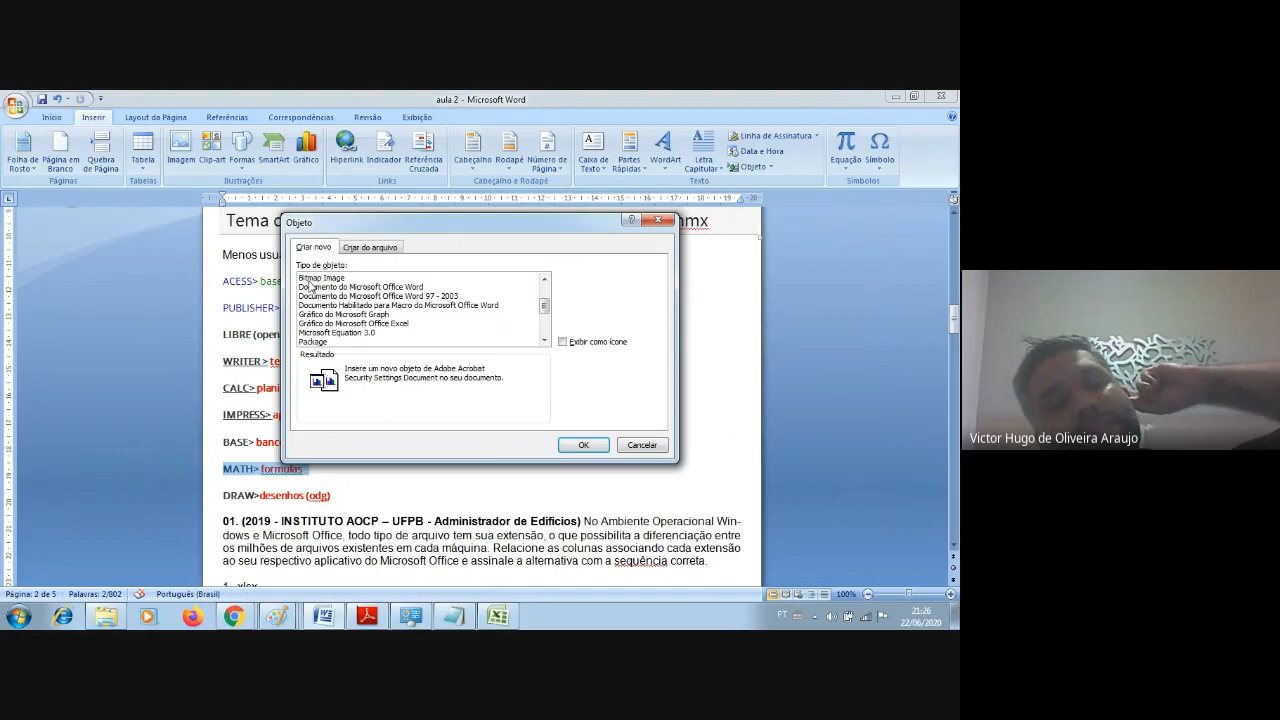 aula 2 - Microsoft Word
Início Inserir Layout da Página Referências Correspondências Revisão Exibição
Folha de Rosto Página em Branco Quebra de Página Tabela Imagem Clip-art Formas SmartArt Gráfico Hiperlink Indicador Referência Cruzada Cabeçalho Rodapé Número de Página Caixa de Texto Partes Rápidas WordArt Letra Capitular Linha de Assinatura Data e Hora Objeto Equação Símbolo
Páginas Tabelas Ilustrações Links Cabeçalho e Rodapé Texto Símbolos
Tema
Objeto
Criar novo Criar do arquivo
Tipo de objeto:
Bitmap Image
Documento do Microsoft Office Word
Documento do Microsoft Office Word 97 - 2003
Documento Habilitado para Macro do Microsoft Office Word
Gráfico do Microsoft Graph
Gráfico do Microsoft Office Excel
Microsoft Equation 3.0
Package
Exibir como ícone
Resultado
Insere um novo objeto de Adobe Acrobat
Security Settings Document no seu documento.
OK Cancelar
Menos usu
ACESS> base
PUBLISHER>
LIBRE (open
WRITER> te
CALC> plani
IMPRESS> a
BASE> banc
MATH> formulas
DRAW>desenhos (odg)
01. (2019 - INSTITUTO AOCP – UFPB - Administrador de Edifícios) No Ambiente Operacional Win-
dows e Microsoft Office, todo tipo de arquivo tem sua extensão, o que possibilita a diferenciação entre
os milhões de arquivos existentes em cada máquina. Relacione as colunas associando cada extensão
ao seu respectivo aplicativo do Microsoft Office e assinale a alternativa com a sequência correta.
Página: 2 de 5 Palavras: 2/802 Português (Brasil) 100%
PT 21:26
22/06/2020
Victor Hugo de Oliveira Araujo